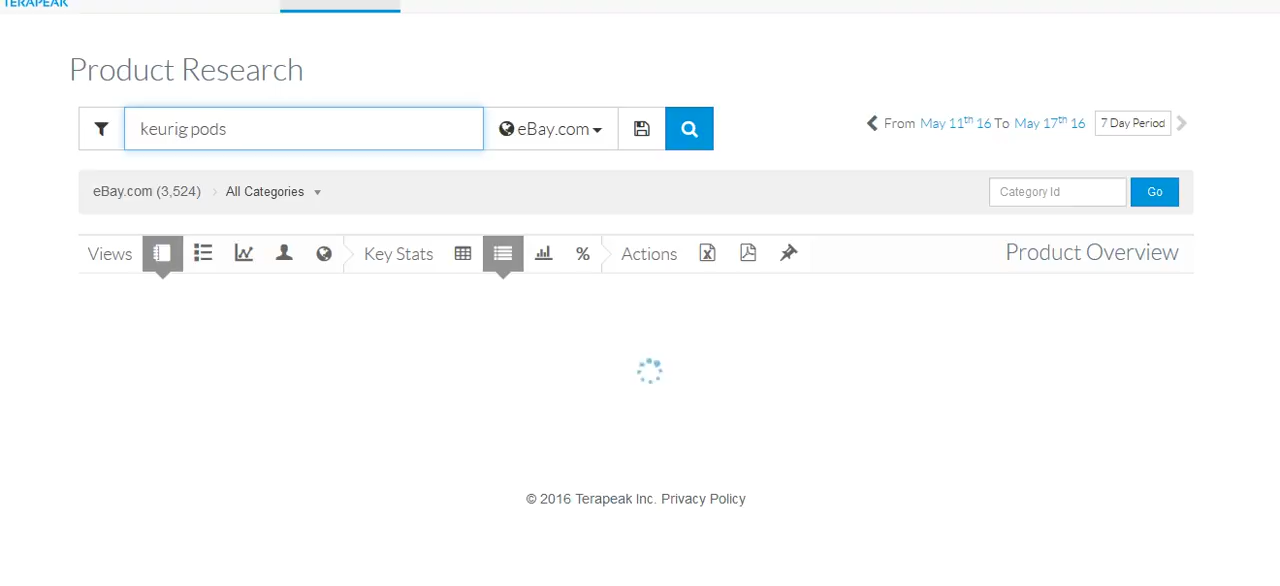 TERAPEAK
Product Research
keurig pods
eBay.com
From May 11th 16 To May 17th 16
7 Day Period
eBay.com (3,524)
All Categories
Category Id
Go
Views
Key Stats
%
Actions
Product Overview
© 2016 Terapeak Inc. Privacy Policy